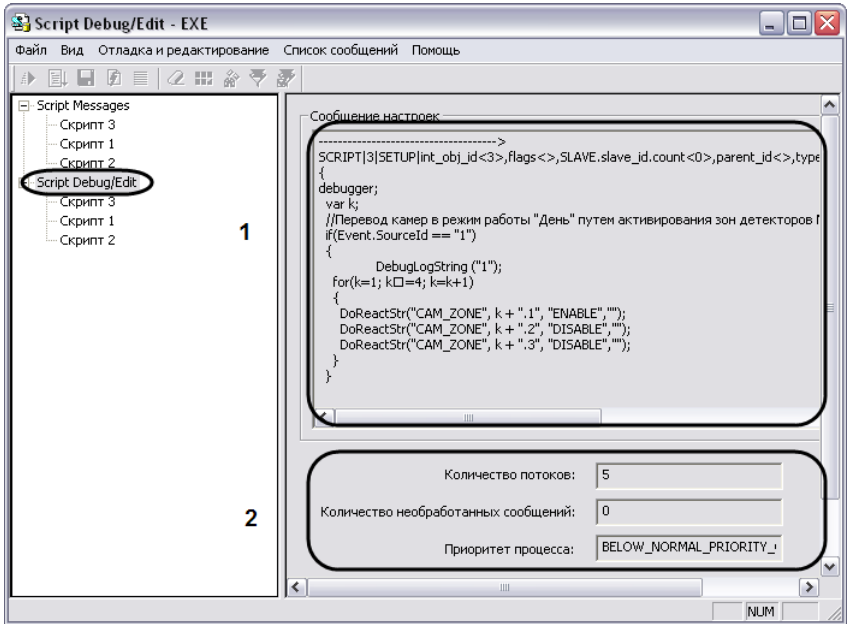 Script Debug/Edit - EXE
Файл Вид Отладка и редактирование Список сообщений Помощь
Script Messages
Скрипт 3
Скрипт 1
Скрипт 2
Script Debug/Edit
Скрипт 3
Скрипт 1
Скрипт 2
1
2
Сообщение настроек
------------------------------------->
SCRIPT|3|SETUP|int_obj_id<3>,flags<>,SLAVE.slave_id.count<0>,parent_id<>,type
{
debugger;
var k;
//Перевод камер в режим работы "День" путем активирования зон детекторов
if(Event.SourceId == "1")
{
DebugLogString ("1");
for(k=1; k□=4; k=k+1)
{
DoReactStr("CAM_ZONE", k + ".1", "ENABLE","");
DoReactStr("CAM_ZONE", k + ".2", "DISABLE","");
DoReactStr("CAM_ZONE", k + ".3", "DISABLE","");
}
}
Количество потоков: 5
Количество необработанных сообщений: 0
Приоритет процесса: BELOW_NORMAL_PRIORITY_
NUM